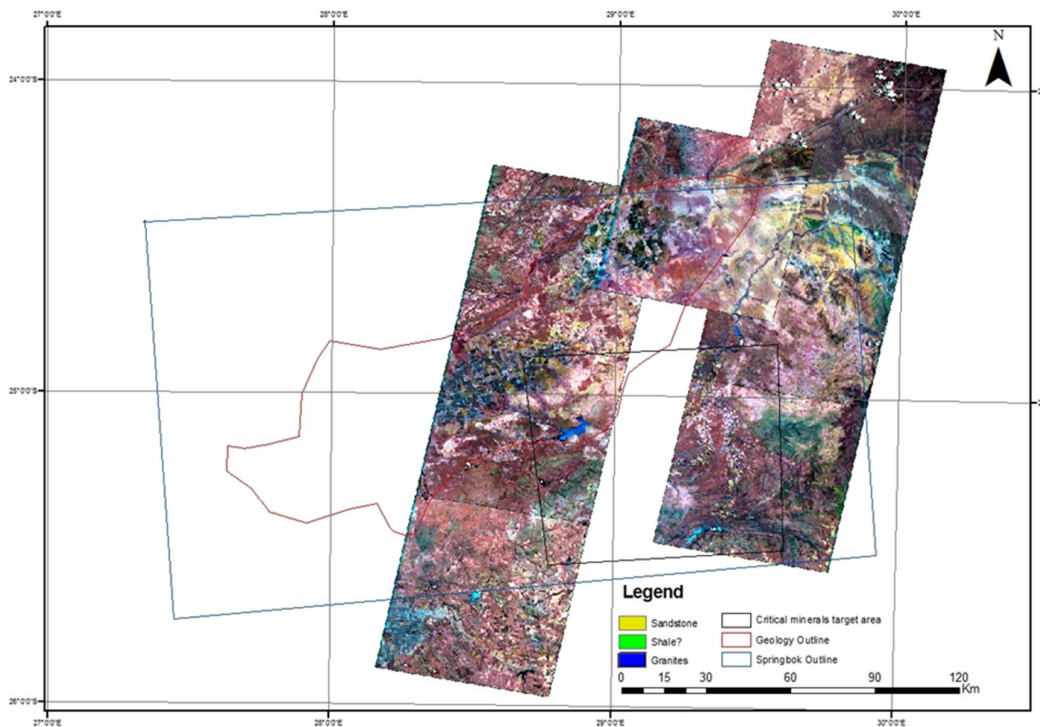 27°0'0"E 28°0'0"E 29°0'0"E 30°0'0"E
N
24°0'0"S
25°0'0"S
26°0'0"S
Legend
Sandstone
Shale?
Granites
Critical minerals target area
Geology Outline
Springbok Outline
0 15 30 60 90 120
Km
27°0'0"E 28°0'0"E 29°0'0"E 30°0'0"E